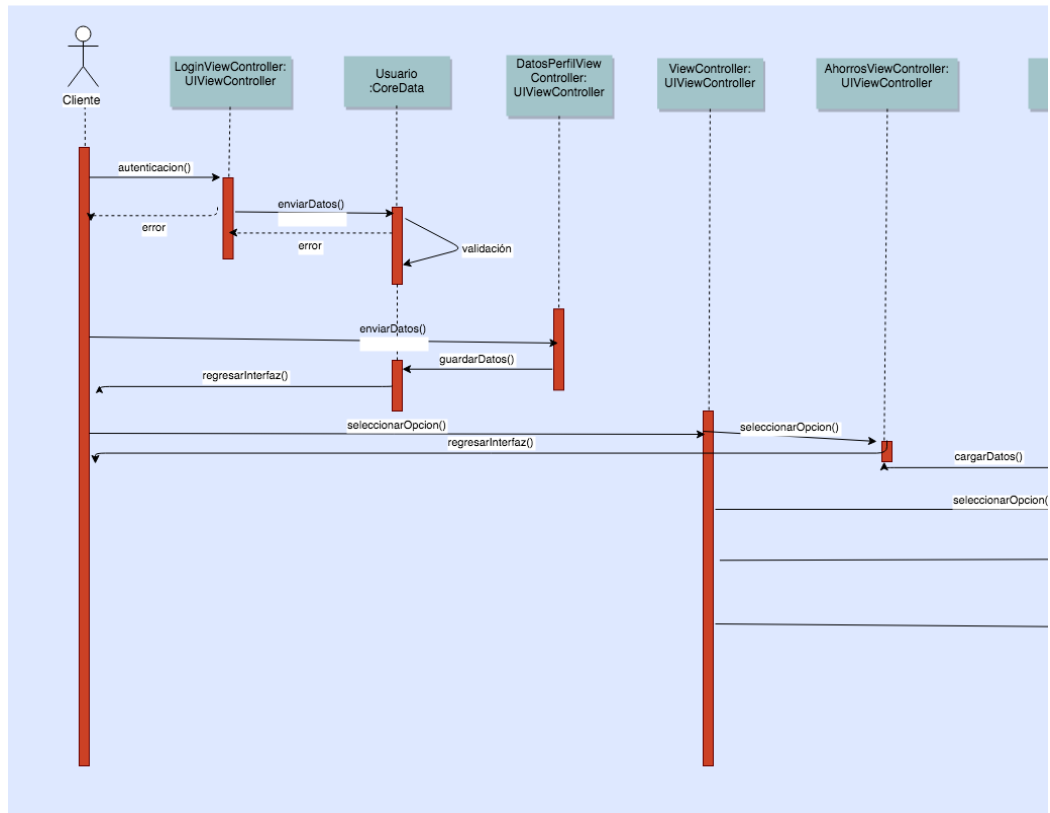 Cliente
LoginViewController:
UIViewController
Usuario
:CoreData
DatosPerfilView
Controller:
UIViewController
ViewController:
UIViewController
AhorrosViewController:
UIViewController
autenticacion()
enviarDatos()
error
error
validación
enviarDatos()
guardarDatos()
regresarInterfaz()
seleccionarOpcion()
seleccionarOpcion()
regresarInterfaz()
cargarDatos()
seleccionarOpcion(